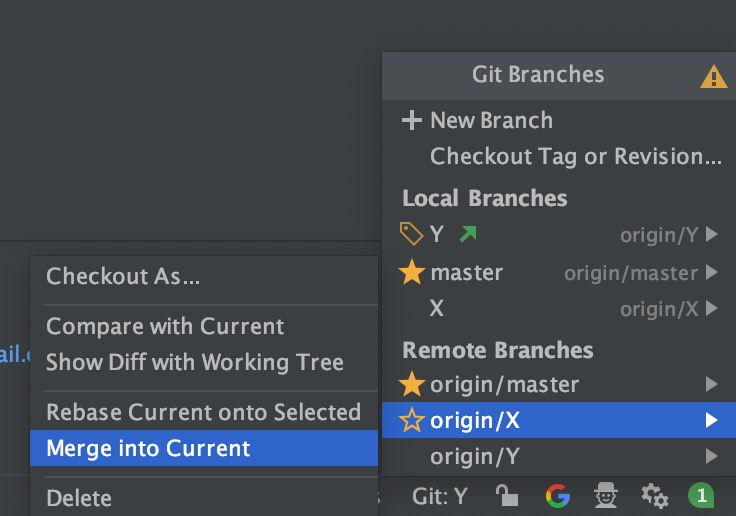 Git Branches
New Branch
Checkout Tag or Revision...
Local Branches
Y origin/Y
master origin/master
X origin/X
Remote Branches
origin/master
origin/X
origin/Y
Git: Y
1
Checkout As...
Compare with Current
Show Diff with Working Tree
Rebase Current onto Selected
Merge into Current
Delete